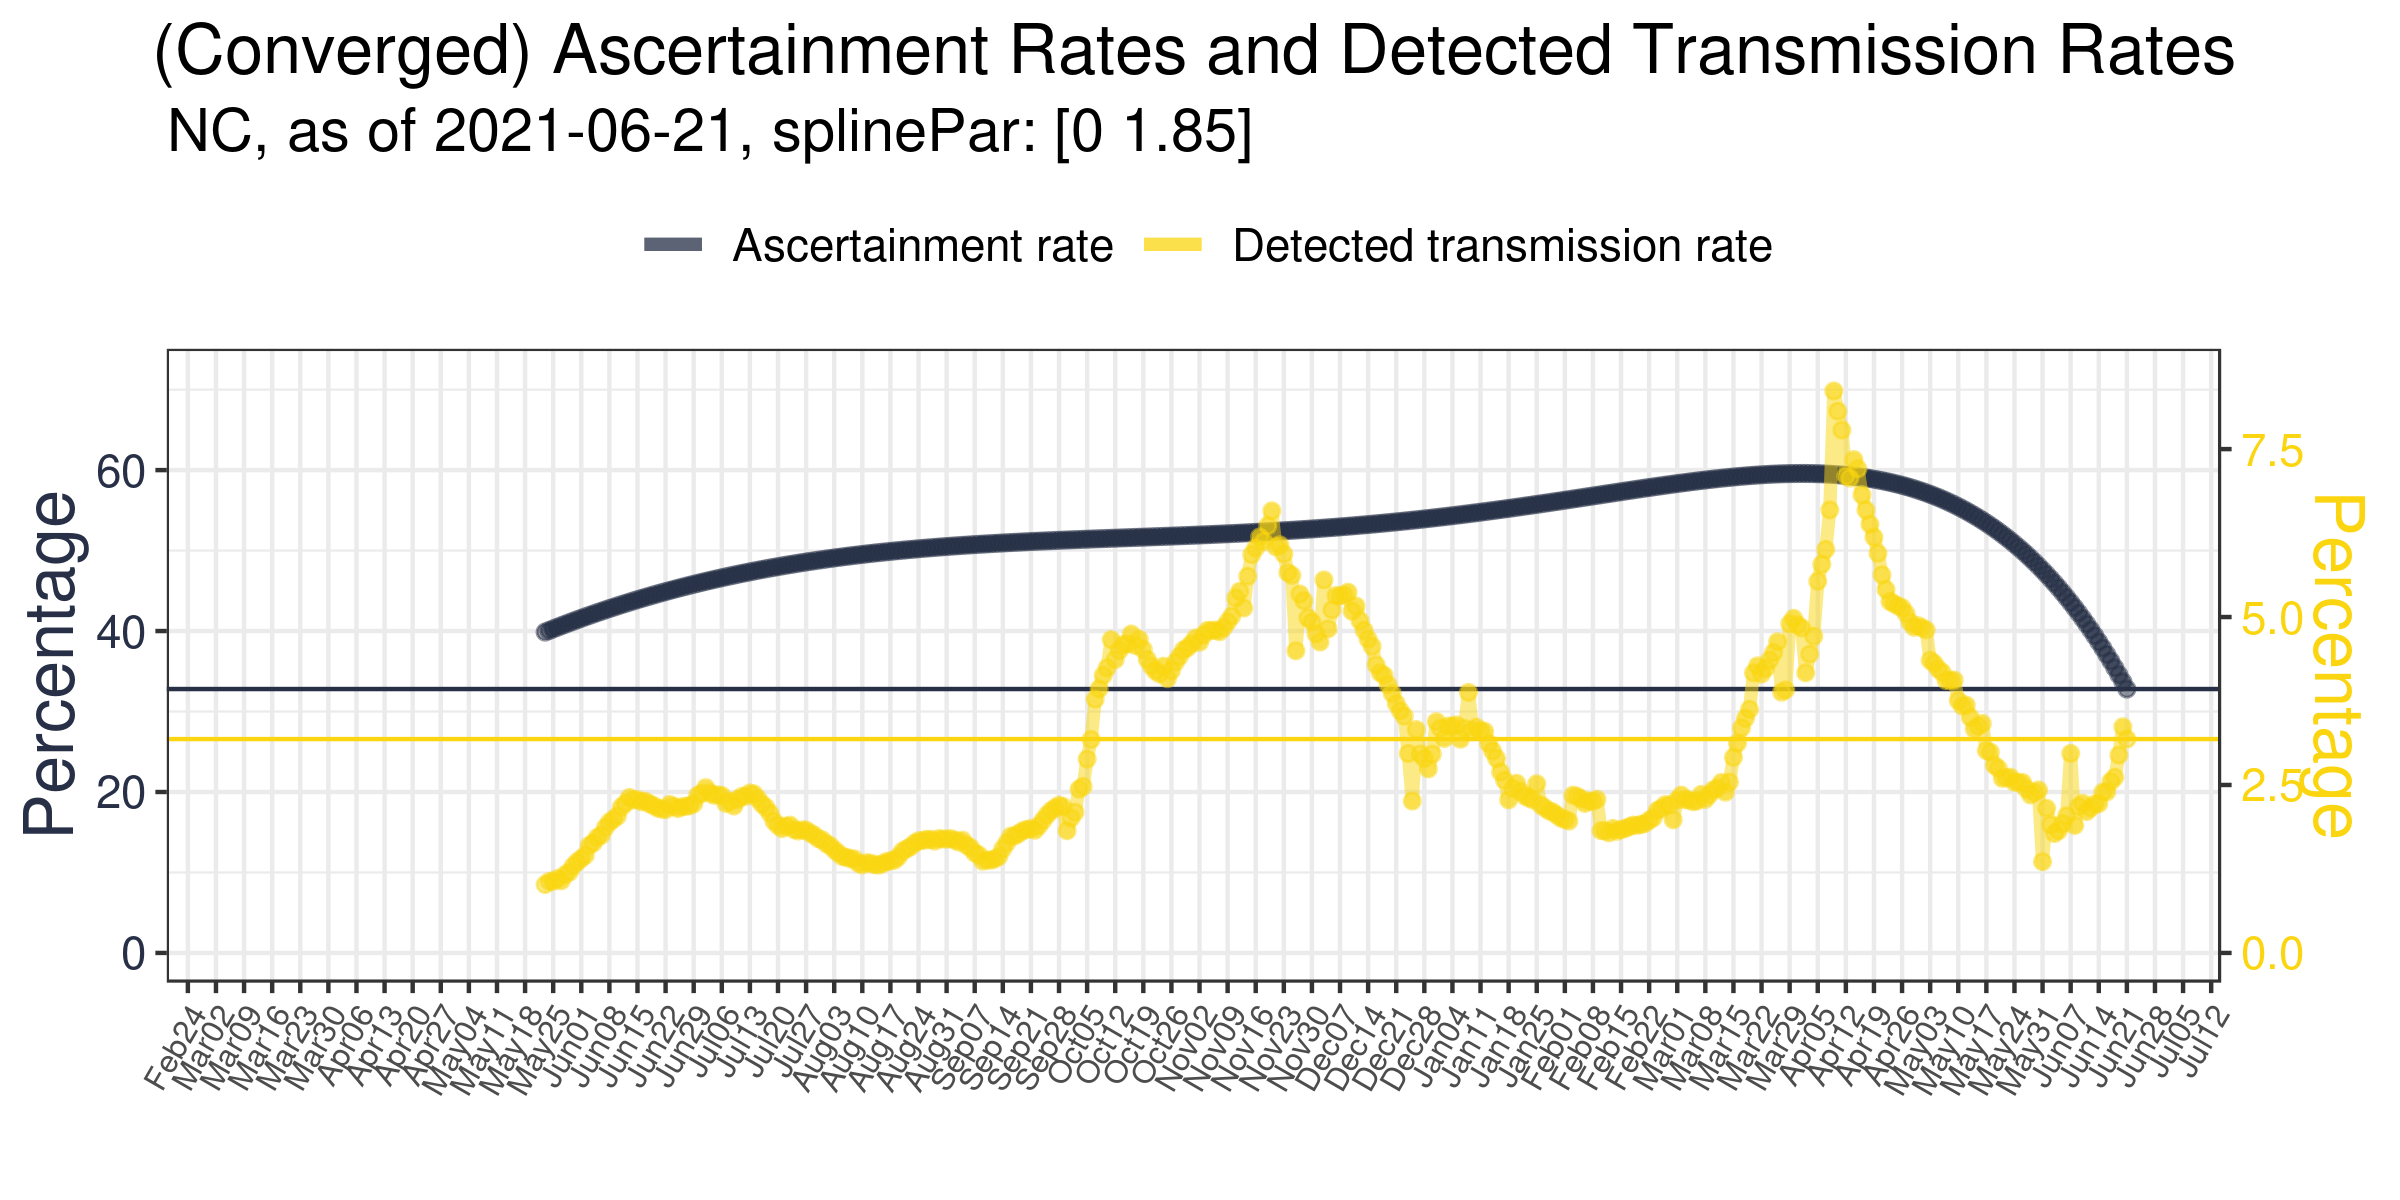 (Converged) Ascertainment Rates and Detected Transmission Rates
NC, as of 2021-06-21, splinePar: [0 1.85]
Ascertainment rate
Detected transmission rate
Percentage
60
40
20
0
7.5
5.0
2.5
0.0
Percentage
Feb24
Mar02
Mar09
Mar16
Mar23
Mar30
Apr06
Apr13
Apr20
Apr27
May04
May11
May18
May25
Jun01
Jun08
Jun15
Jun22
Jun29
Jul06
Jul13
Jul20
Jul27
Aug03
Aug10
Aug17
Aug24
Aug31
Sep07
Sep14
Sep21
Sep28
Oct05
Oct12
Oct19
Oct26
Nov02
Nov09
Nov16
Nov23
Nov30
Dec07
Dec14
Dec21
Dec28
Dec04
Jan11
Jan18
Jan25
Feb08
Feb15
Feb22
Mar01
Mar08
Mar15
Mar22
Mar29
Apr05
Apr12
Apr19
Apr26
May03
May10
May17
May24
May31
Jun07
Jun14
Jun21
Jun28
Jul05
Jul12